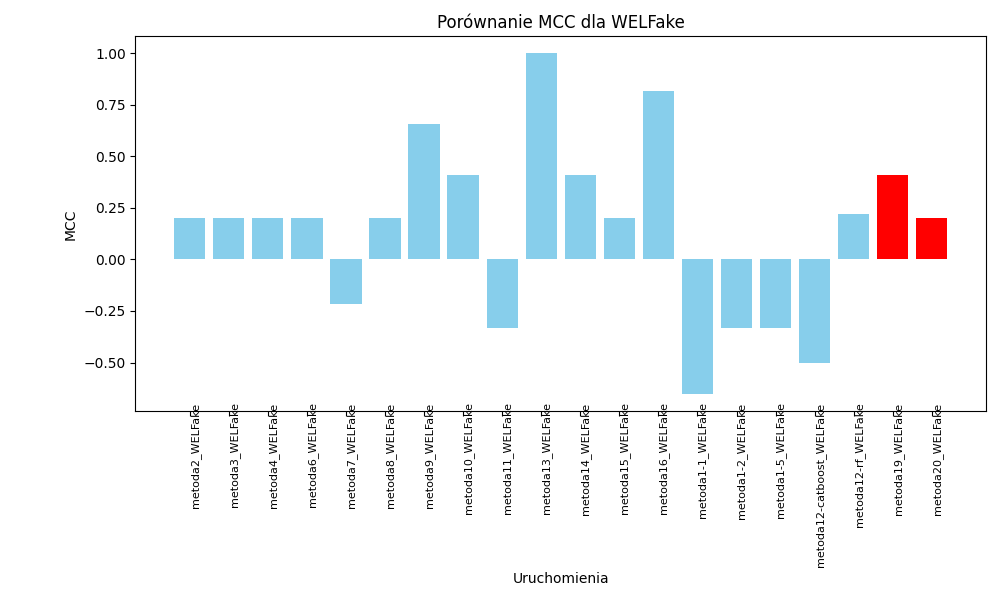 Porównanie MCC dla WELFake
MCC
1.00
0.75
0.50
0.25
0.00
−0.25
−0.50
metoda2_WELFake
metoda3_WELFake
metoda4_WELFake
metoda6_WELFake
metoda7_WELFake
metoda8_WELFake
metoda9_WELFake
metoda10_WELFake
metoda11_WELFake
metoda13_WELFake
metoda14_WELFake
metoda15_WELFake
metoda16_WELFake
metoda1-1_WELFake
metoda1-2_WELFake
metoda1-5_WELFake
metoda12-catboost_WELFake
metoda12-rf_WELFake
metoda19_WELFake
metoda20_WELFake
Uruchomienia